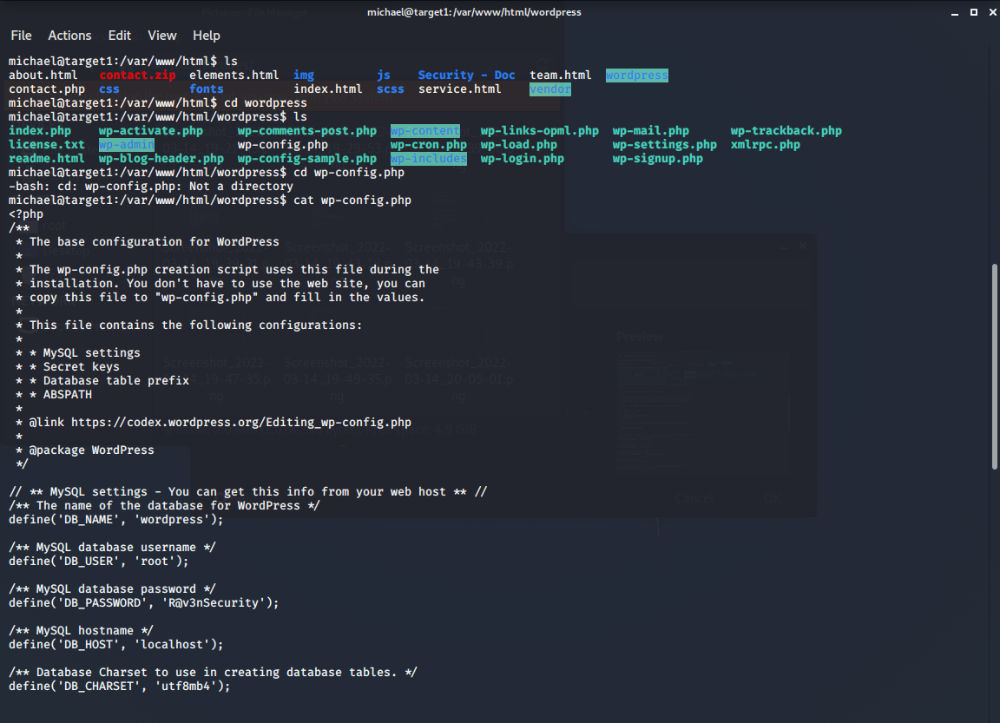 michael@target1:/var/www/html/wordpress
File Actions Edit View Help
michael@target1:/var/www/html$ ls
about.html contact.zip elements.html img js Security - Doc team.html wordpress
contact.php css fonts index.html scss service.html vendor
michael@target1:/var/www/html$ cd wordpress
michael@target1:/var/www/html/wordpress$ ls
index.php wp-activate.php wp-comments-post.php wp-content wp-links-opml.php wp-mail.php wp-trackback.php
license.txt wp-admin wp-config.php wp-cron.php wp-load.php wp-settings.php xmlrpc.php
readme.html wp-blog-header.php wp-config-sample.php wp-includes wp-login.php wp-signup.php
michael@target1:/var/www/html/wordpress$ cd wp-config.php
-bash: cd: wp-config.php: Not a directory
michael@target1:/var/www/html/wordpress$ cat wp-config.php
<?php
/**
 * The base configuration for WordPress
 *
 * The wp-config.php creation script uses this file during the
 * installation. You don't have to use the web site, you can
 * copy this file to "wp-config.php" and fill in the values.
 *
 * This file contains the following configurations:
 *
 * * MySQL settings
 * * Secret keys
 * * Database table prefix
 * * ABSPATH
 *
 * @link https://codex.wordpress.org/Editing_wp-config.php
 *
 * @package WordPress
 */
// ** MySQL settings - You can get this info from your web host ** //
/** The name of the database for WordPress */
define('DB_NAME', 'wordpress');
/** MySQL database username */
define('DB_USER', 'root');
/** MySQL database password */
define('DB_PASSWORD', 'R@v3nSecurity');
/** MySQL hostname */
define('DB_HOST', 'localhost');
/** Database Charset to use in creating database tables. */
define('DB_CHARSET', 'utf8mb4');